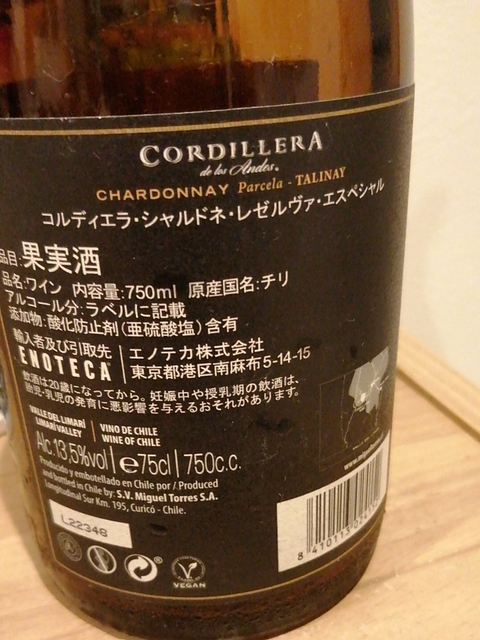 CORDILLERA
de los Andes.
CHARDONNAY Parcela - TALINAY
コルディエラ・シャルドネ・レゼルヴァ・エスペシャル
品目:果実酒
品名:ワイン 内容量:750ml 原産国名:チリ
アルコール分:ラベルに記載
添加物:酸化防止剤(亜硫酸塩)含有
輸入者及び引取先
ENOTECA
エノテカ株式会社
東京都港区南麻布5-14-15
飲酒は20歳になってから。妊娠中や授乳期の飲酒は、
胎児・乳児の発育に悪影響を与えるおそれがあります。
VALLE DEL LIMARÍ
LIMARÍ VALLEY
VINO DE CHILE
WINE OF CHILE
Alc.13,5%vol | e75cl | 750c.c.
Producido y embotellado en Chile por / Produced
and bottled in Chile by: S.V. Miguel Torres S.A.
Longitudinal Sur Km. 195, Curicó - Chile.
L22348
VEGAN